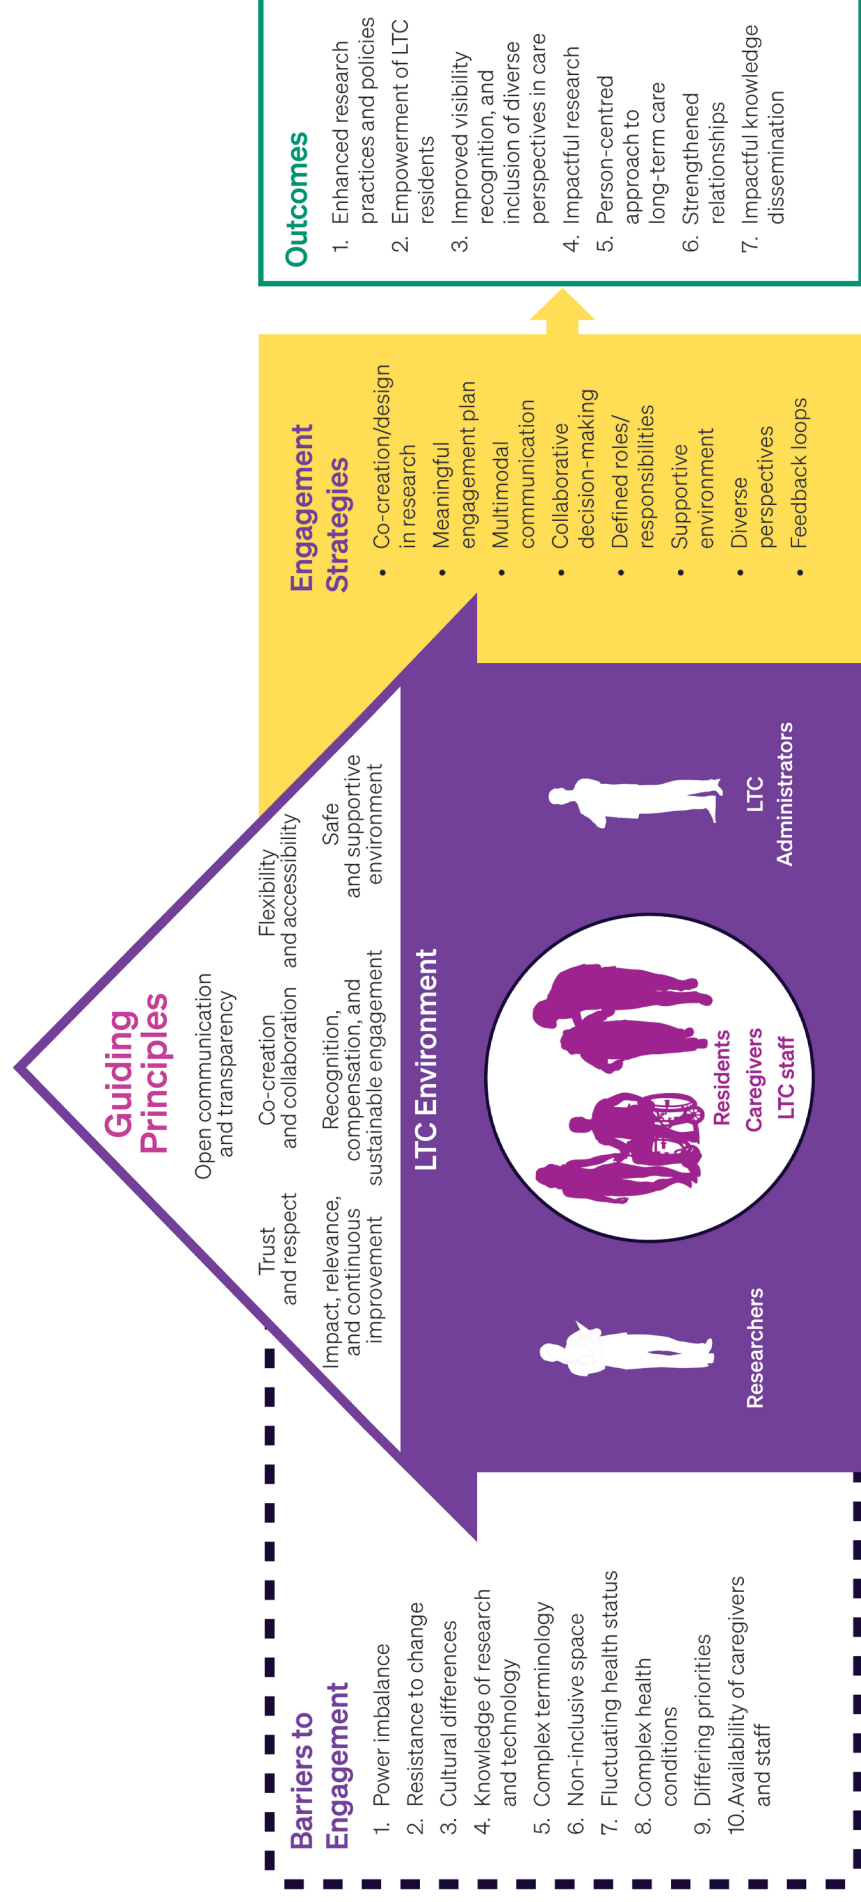 Guiding
Principles
Open communication
and transparency
Trust
and respect
Co-creation
and collaboration
Flexibility
and accessibility
Impact, relevance,
and continuous
improvement
Recognition,
compensation, and
sustainable engagement
Safe
and supportive
environment
Barriers to
Engagement
1. Power imbalance
2. Resistance to change
3. Cultural differences
4. Knowledge of research
and technology
5. Complex terminology
6. Non-inclusive space
7. Fluctuating health status
8. Complex health
conditions
9. Differing priorities
10. Availability of caregivers
and staff
LTC Environment
Researchers
Residents
Caregivers
LTC staff
LTC
Administrators
Engagement
Strategies
• Co-creation/design
in research
• Meaningful
engagement plan
• Multimodal
communication
• Collaborative
decision-making
• Defined roles/
responsibilities
• Supportive
environment
• Diverse
perspectives
• Feedback loops
Outcomes
1. Enhanced research
practices and policies
2. Empowerment of LTC
residents
3. Improved visibility
recognition, and
inclusion of diverse
perspectives in care
4. Impactful research
5. Person-centred
approach to
long-term care
6. Strengthened
relationships
7. Impactful knowledge
dissemination